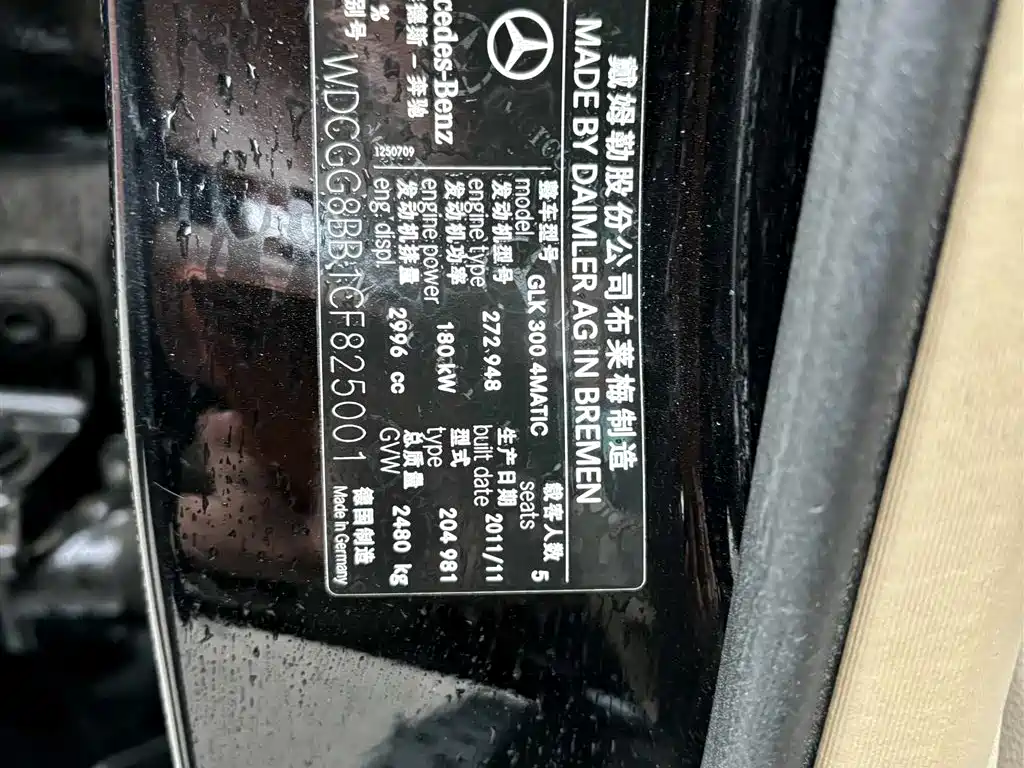 戴姆勒股份公司布莱梅制造
MADE BY DAIMLER AG IN BREMEN
整车型号 GLK 300 4MATIC 载客人数 5
model seats
发动机型号 272.948 生产日期 2011/11
engine type built date
发动机功率 180 kW 型式 204 981
engine power type
发动机排量 2996 cc 总质量 2480 kg
eng. displ. GVW
cedes-Benz
德斯-奔驰
1250709
%
别号 WDCGG8BB1CF825001
德国制造
Made in Germany